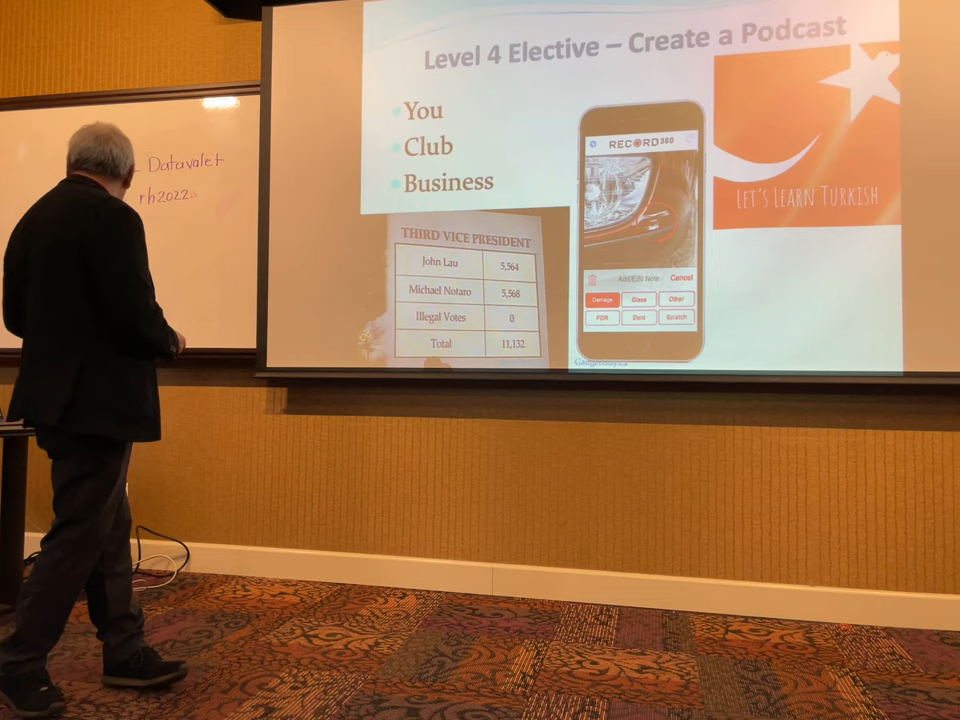 - Datavalet
rh2022a
Level 4 Elective – Create a Podcast
You
Club
Business
THIRD VICE PRESIDENT
John Lau 5,564
Michael Notaro 5,568
Illegal Votes 0
Total 11,132
RECORD360
Add/Edit Note Cancel
Damage Glass Other
PDR Dent Scratch
LET'S LEARN TURKISH